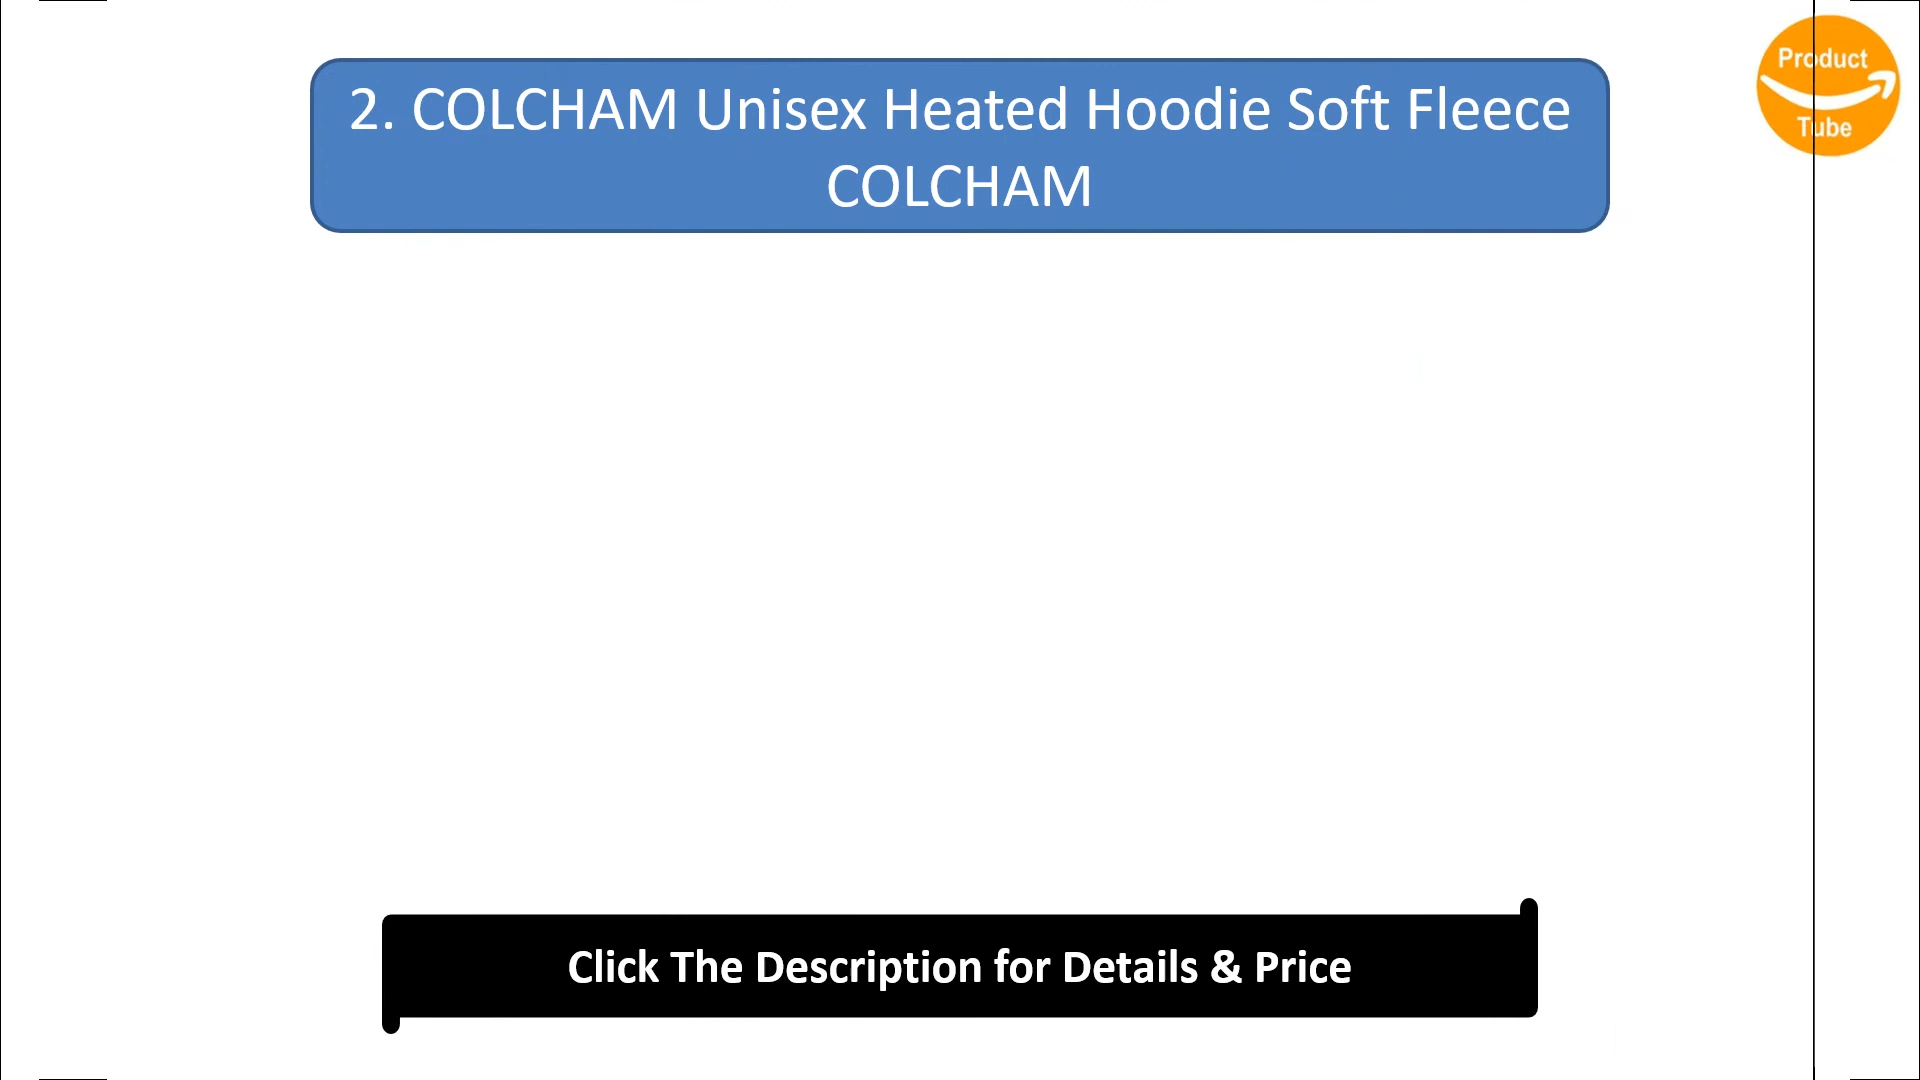 2. COLCHAM Unisex Heated Hoodie Soft Fleece
COLCHAM
Product
Tube
Click The Description for Details & Price